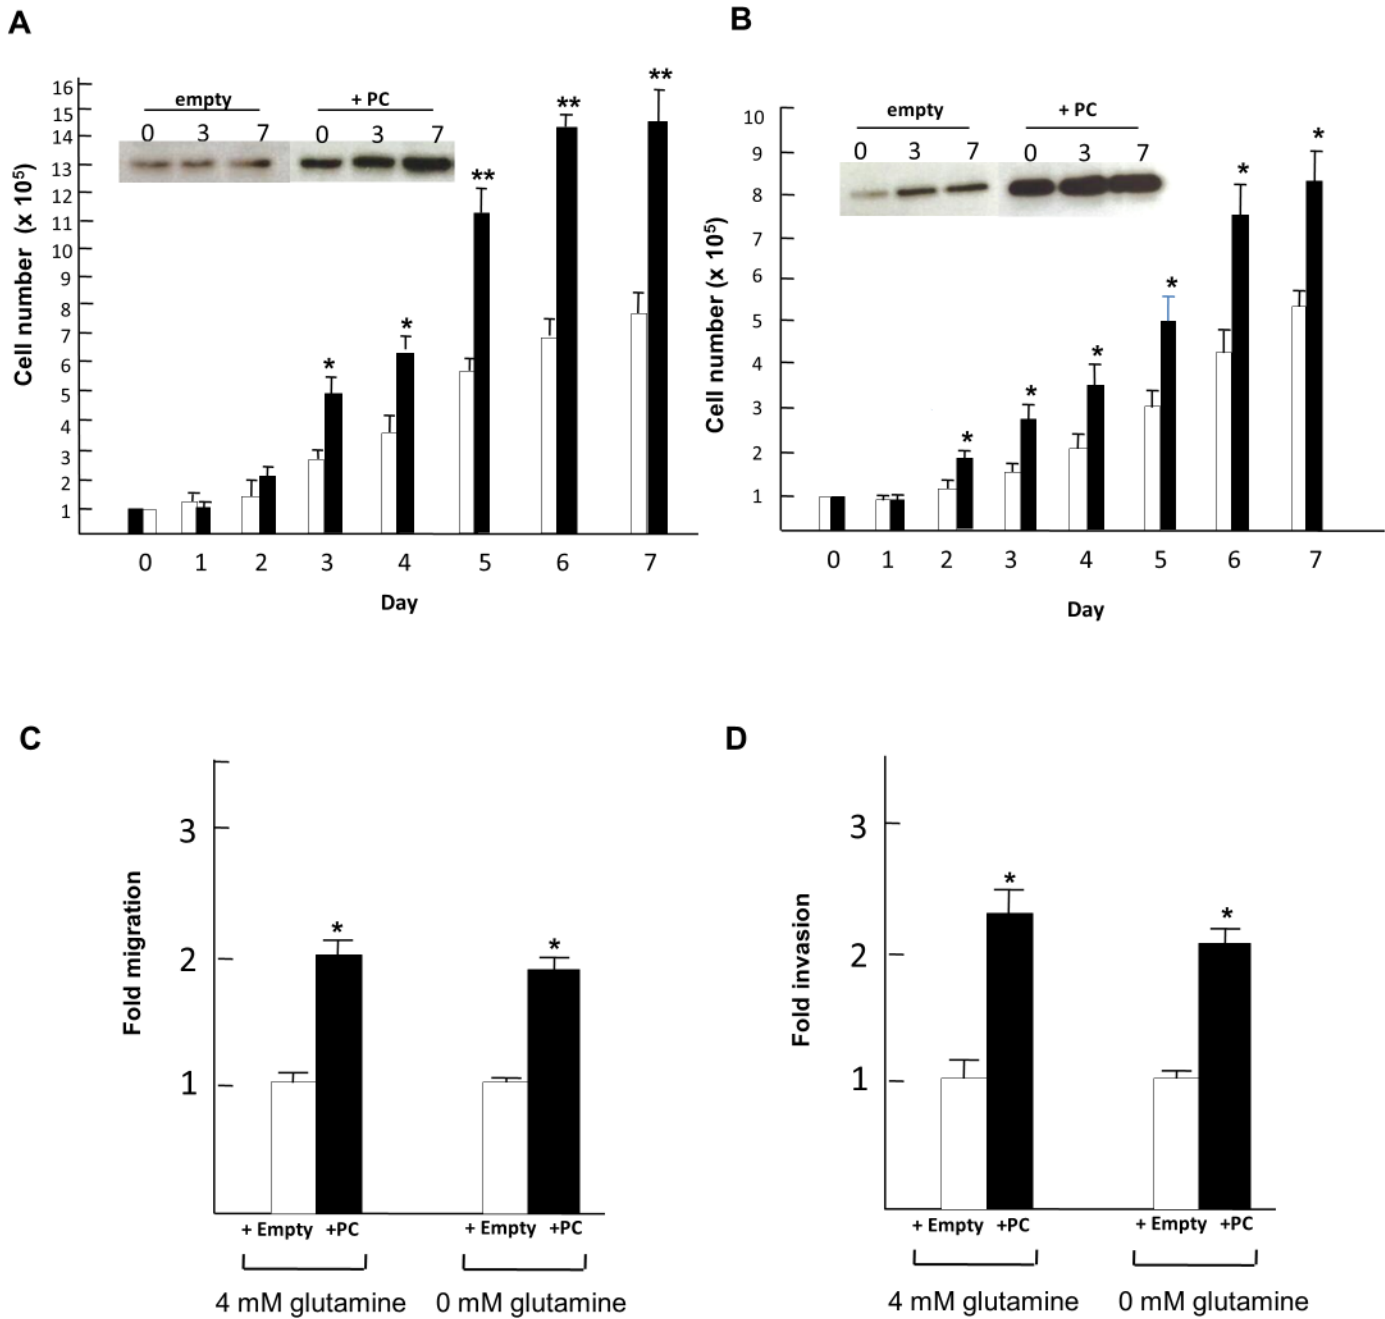 A
empty + PC
0 3 7 0 3 7
16
15
14
13
12
11
10
9
8
7
6
5
4
3
2
1
Cell number (x 10⁵)
* * ** ** **
0 1 2 3 4 5 6 7
Day
B
empty + PC
0 3 7 0 3 7
10
9
8
7
6
5
4
3
2
1
Cell number (x 10⁵)
* * * * * *
0 1 2 3 4 5 6 7
Day
C
3
2
1
Fold migration
* *
+ Empty +PC + Empty +PC
4 mM glutamine 0 mM glutamine
D
3
2
1
Fold invasion
* *
+ Empty +PC + Empty +PC
4 mM glutamine 0 mM glutamine